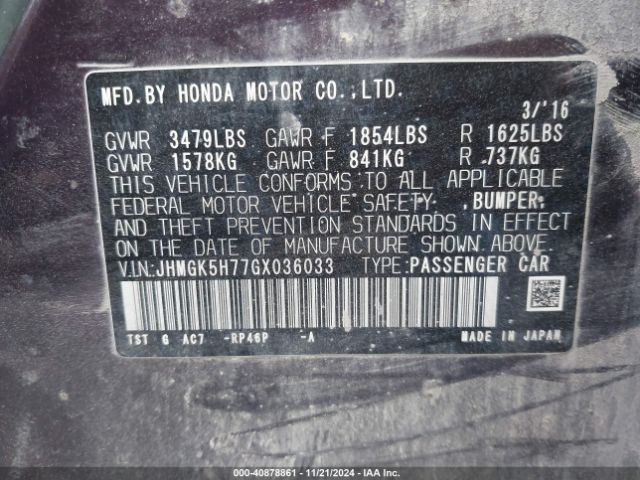 MFD.BY HONDA MOTOR CO.,LTD.
3/'16
GVWR 3479LBS GAWR F 1854LBS R 1625LBS
GVWR 1578KG GAWR F 841KG R 737KG
THIS VEHICLE CONFORMS TO ALL APPLICABLE
FEDERAL MOTOR VEHICLE SAFETY, BUMPER,
AND THEFT PREVENTION STANDARDS IN EFFECT
ON THE DATE OF MANUFACTURE SHOWN ABOVE.
V.I.N:JHMGK5H77GX036033 TYPE:PASSENGER CAR
TST G AC7 -RP46P -A MADE IN JAPAN
000-40878861 - 11/21/2024 - IAA Inc.